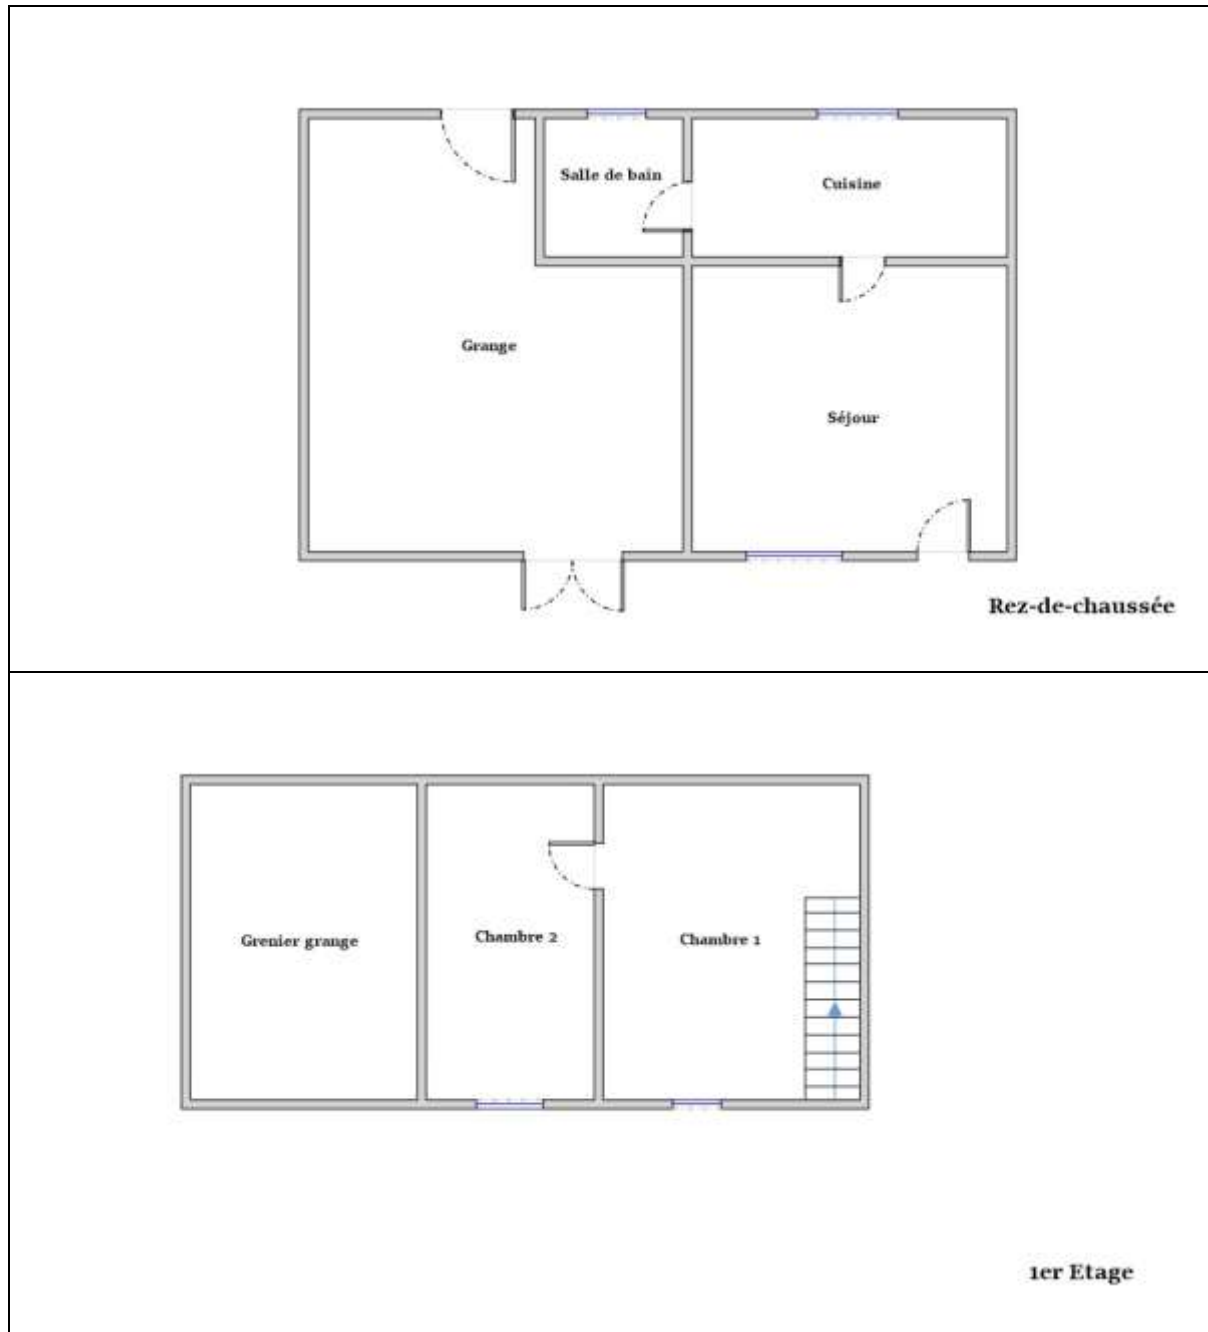 Salle de bain
Cuisine
Grange
Séjour
Rez-de-chaussée
Grenier grange
Chambre 2
Chambre 1
1er Etage